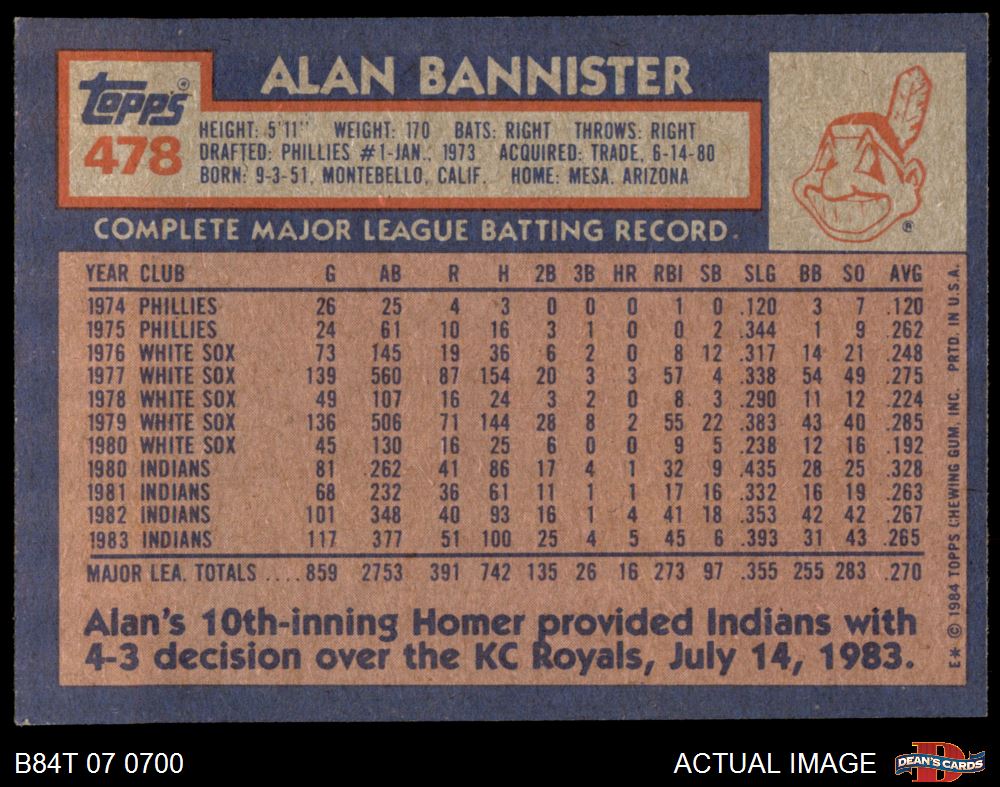 ALAN BANNISTER
Topps ®
478
HEIGHT: 5'11" WEIGHT: 170 BATS: RIGHT THROWS: RIGHT
DRAFTED: PHILLIES #1-JAN., 1973 ACQUIRED: TRADE, 6-14-80
BORN: 9-3-51, MONTEBELLO, CALIF. HOME: MESA, ARIZONA
®
COMPLETE MAJOR LEAGUE BATTING RECORD.
YEAR CLUB G AB R H 2B 3B HR RBI SB SLG BB SO AVG
1974 PHILLIES 26 25 4 3 0 0 0 1 0 .120 3 7 .120
1975 PHILLIES 24 61 10 16 3 1 0 0 2 .344 1 9 .262
1976 WHITE SOX 73 145 19 36 6 2 0 8 12 .317 14 21 .248
1977 WHITE SOX 139 560 87 154 20 3 3 57 4 .338 54 49 .275
1978 WHITE SOX 49 107 16 24 3 2 0 8 3 .290 11 12 .224
1979 WHITE SOX 136 506 71 144 28 8 2 55 22 .383 43 40 .285
1980 WHITE SOX 45 130 16 25 6 0 0 9 5 .238 12 16 .192
1980 INDIANS 81 .262 41 86 17 4 1 32 9 .435 28 25 .328
1981 INDIANS 68 232 36 61 11 1 1 17 16 .332 16 19 .263
1982 INDIANS 101 348 40 93 16 1 4 41 18 .353 42 42 .267
1983 INDIANS 117 377 51 100 25 4 5 45 6 .393 31 43 .265
MAJOR LEA. TOTALS ....859 2753 391 742 135 26 16 273 97 .355 255 283 .270
Alan's 10th-inning Homer provided Indians with
4-3 decision over the KC Royals, July 14, 1983.
E* © 1984 TOPPS CHEWING GUM, INC. PRTD. IN U.S.A.
B84T 07 0700
ACTUAL IMAGE
D
DEAN'S CARDS